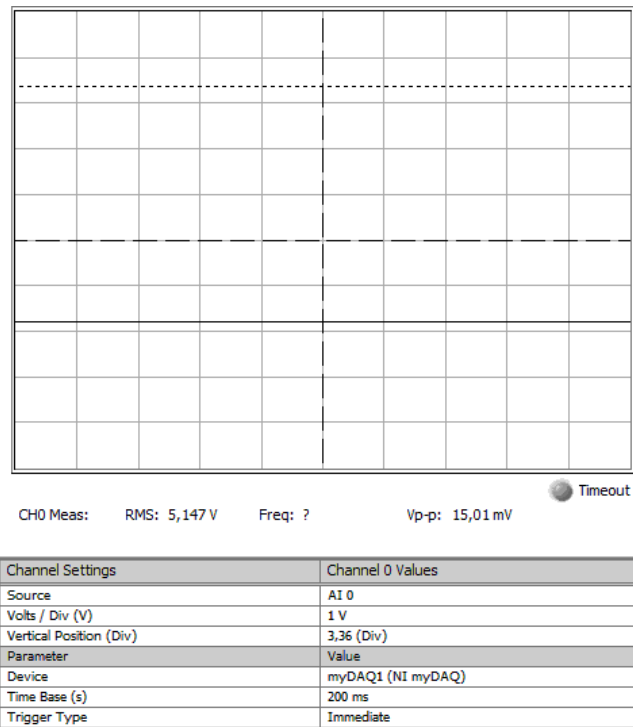 Timeout
CH0 Meas: RMS: 5,147 V Freq: ? Vp-p: 15,01 mV
Channel Settings Channel 0 Values
Source AI 0
Volts / Div (V) 1 V
Vertical Position (Div) 3,36 (Div)
Parameter Value
Device myDAQ1 (NI myDAQ)
Time Base (s) 200 ms
Trigger Type Immediate